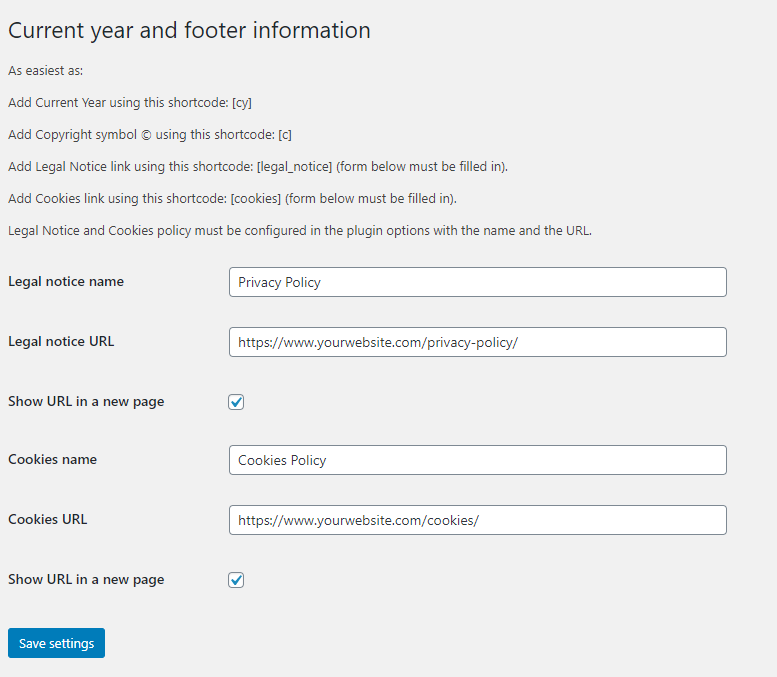 Current year and footer information
As easiest as:
Add Current Year using this shortcode: [cy]
Add Copyright symbol © using this shortcode: [c]
Add Legal Notice link using this shortcode: [legal_notice] (form below must be filled in).
Add Cookies link using this shortcode: [cookies] (form below must be filled in).
Legal Notice and Cookies policy must be configured in the plugin options with the name and the URL.
Legal notice name
Privacy Policy
Legal notice URL
https://www.yourwebsite.com/privacy-policy/
Show URL in a new page
Cookies name
Cookies Policy
Cookies URL
https://www.yourwebsite.com/cookies/
Show URL in a new page
Save settings